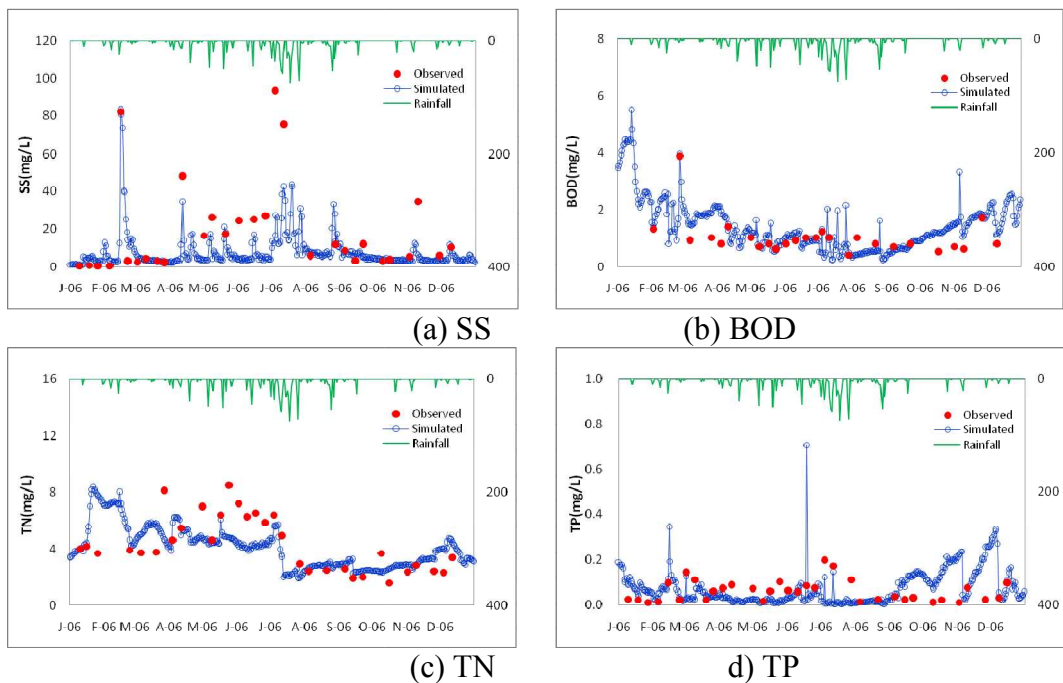 120
100
80
60
40
20
0
0
200
400
SS(mg/L)
Observed
Simulated
Rainfall
J-06 F-06 M-06 A-06 M-06 J-06 J-06 A-06 S-06 O-06 N-06 D-06
(a) SS
8
6
4
2
0
0
200
400
BOD(mg/L)
Observed
Simulated
Rainfall
J-06 F-06 M-06 A-06 M-06 J-06 J-06 A-06 S-06 O-06 N-06 D-06
(b) BOD
16
12
8
4
0
0
200
400
TN(mg/L)
Observed
Simulated
Rainfall
J-06 F-06 M-06 A-06 M-06 J-06 J-06 A-06 S-06 O-06 N-06 D-06
(c) TN
1.0
0.8
0.6
0.4
0.2
0.0
0
200
400
TP(mg/L)
Observed
Simulated
Rainfall
J-06 F-06 M-06 A-06 M-06 J-06 J-06 A-06 S-06 O-06 N-06 D-06
d) TP